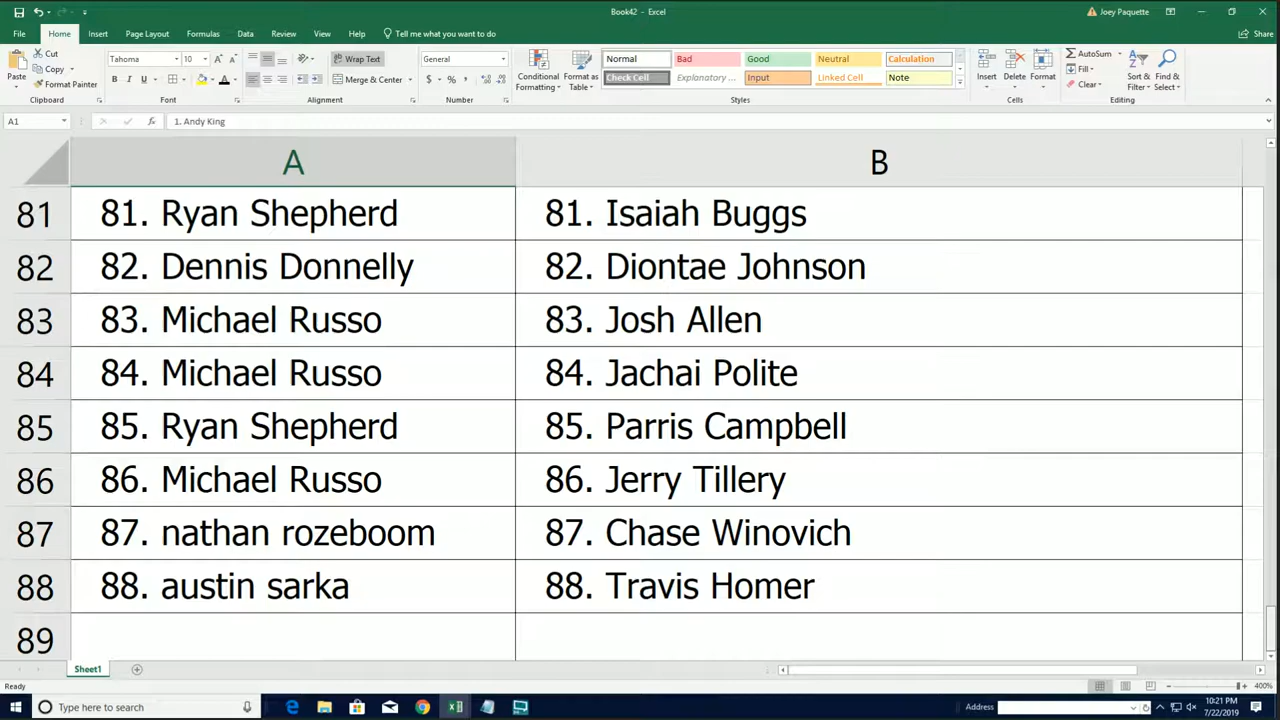 Book42 - Excel
Joey Paquette
File Home Insert Page Layout Formulas Data Review View Help Tell me what you want to do Share
Paste Cut Copy Format Painter Clipboard
Tahoma 10 B I U A Font
Wrap Text Merge & Center Alignment
General $ % , Number
Conditional Formatting Format as Table
Normal Bad Good Neutral Calculation
Check Cell Explanatory ... Input Linked Cell Note
Styles
Insert Delete Format Cells
AutoSum Fill Clear Sort & Filter Find & Select Editing
A1 fx 1. Andy King
A B
81 81. Ryan Shepherd 81. Isaiah Buggs
82 82. Dennis Donnelly 82. Diontae Johnson
83 83. Michael Russo 83. Josh Allen
84 84. Michael Russo 84. Jachai Polite
85 85. Ryan Shepherd 85. Parris Campbell
86 86. Michael Russo 86. Jerry Tillery
87 87. nathan rozeboom 87. Chase Winovich
88 88. austin sarka 88. Travis Homer
89
Sheet1
Ready 400%
Type here to search Address 10:21 PM
7/22/2019